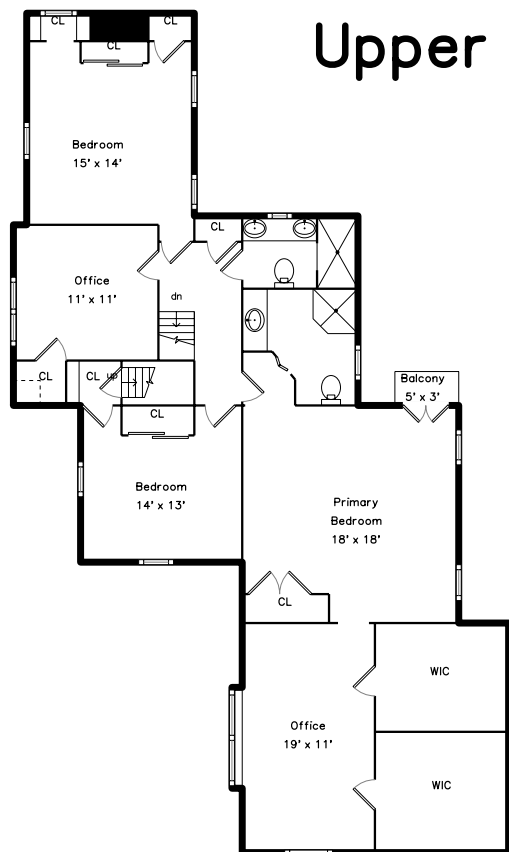 Upper
CL
CL
CL
Bedroom
15' x 14'
CL
Office
11' x 11'
dn
CL
CL
up
Balcony
5' x 3'
CL
Bedroom
14' x 13'
Primary
Bedroom
18' x 18'
CL
WIC
Office
19' x 11'
WIC